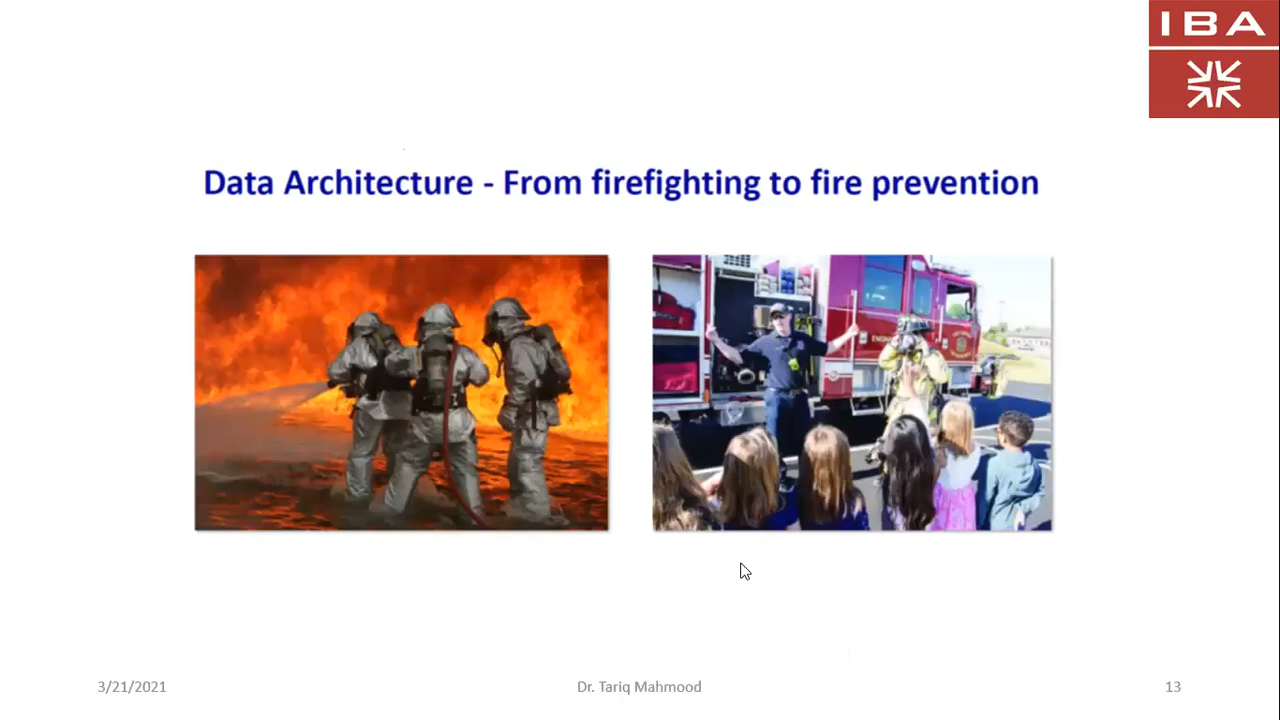 IBA
Data Architecture - From firefighting to fire prevention
3/21/2021
Dr. Tariq Mahmood
13